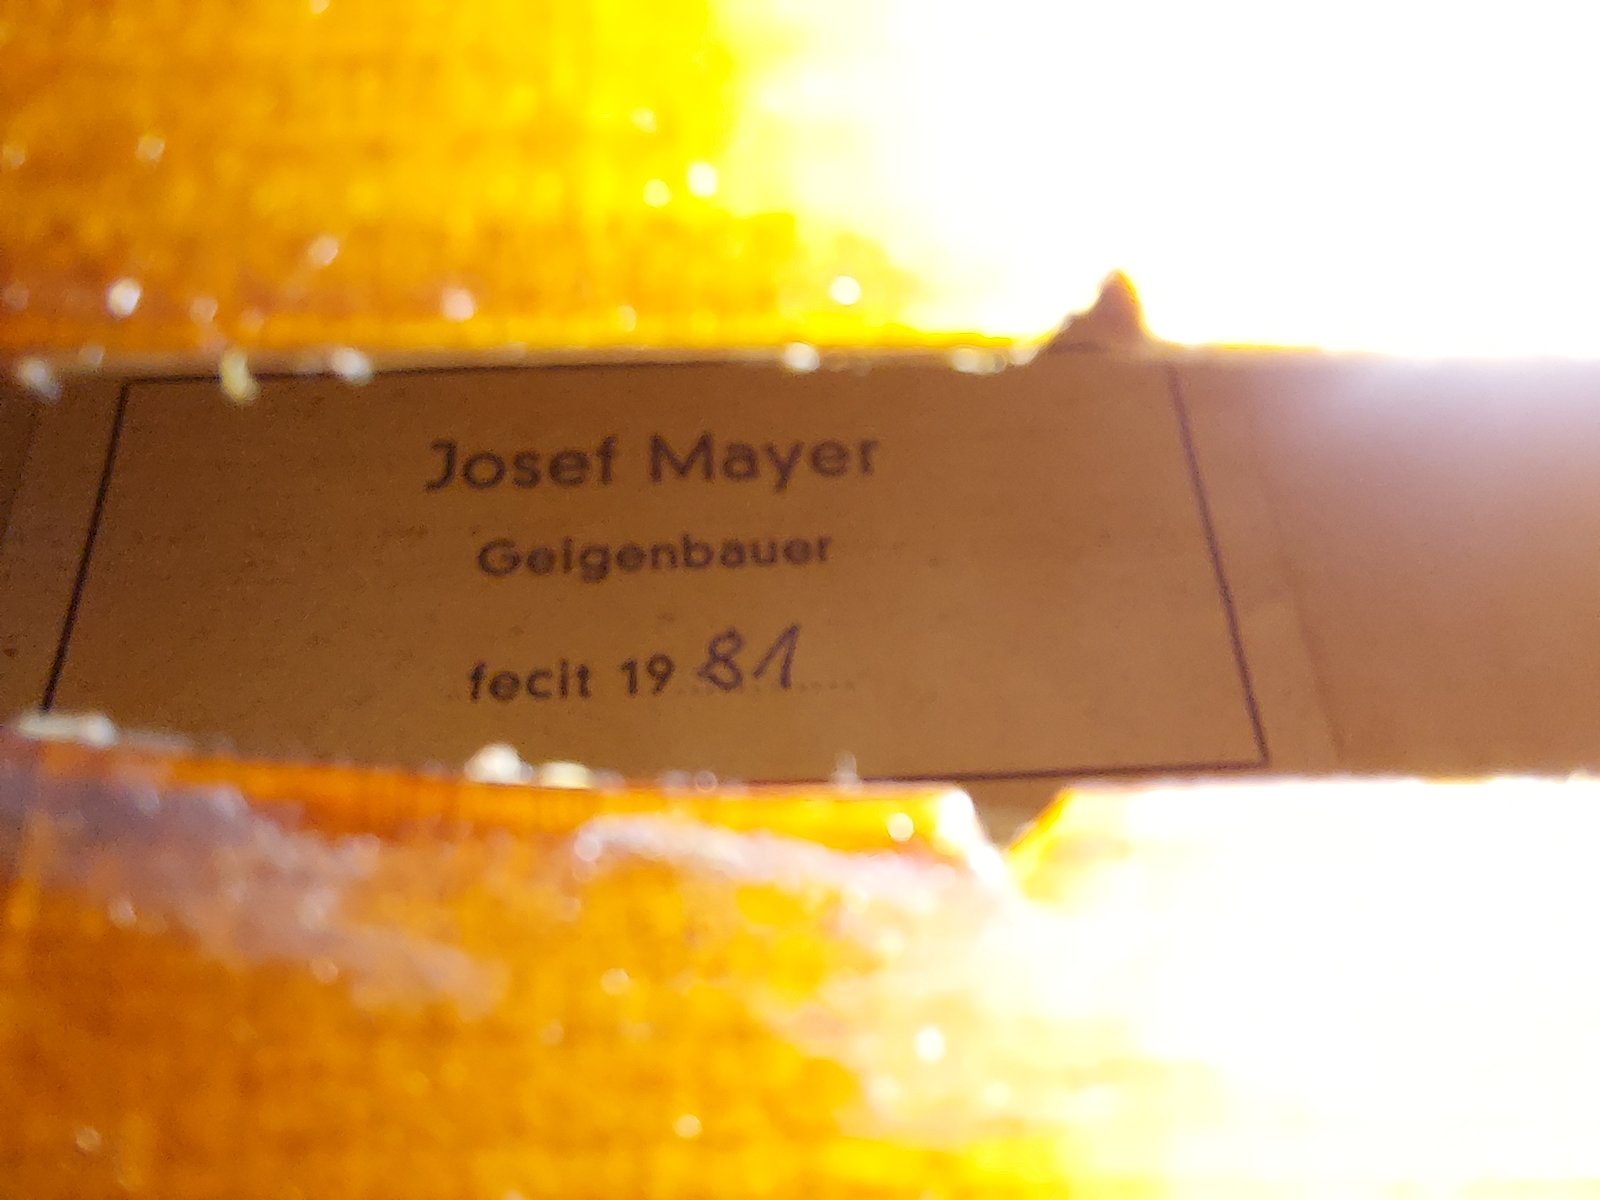 Josef Mayer
Geigenbauer
fecit 1981